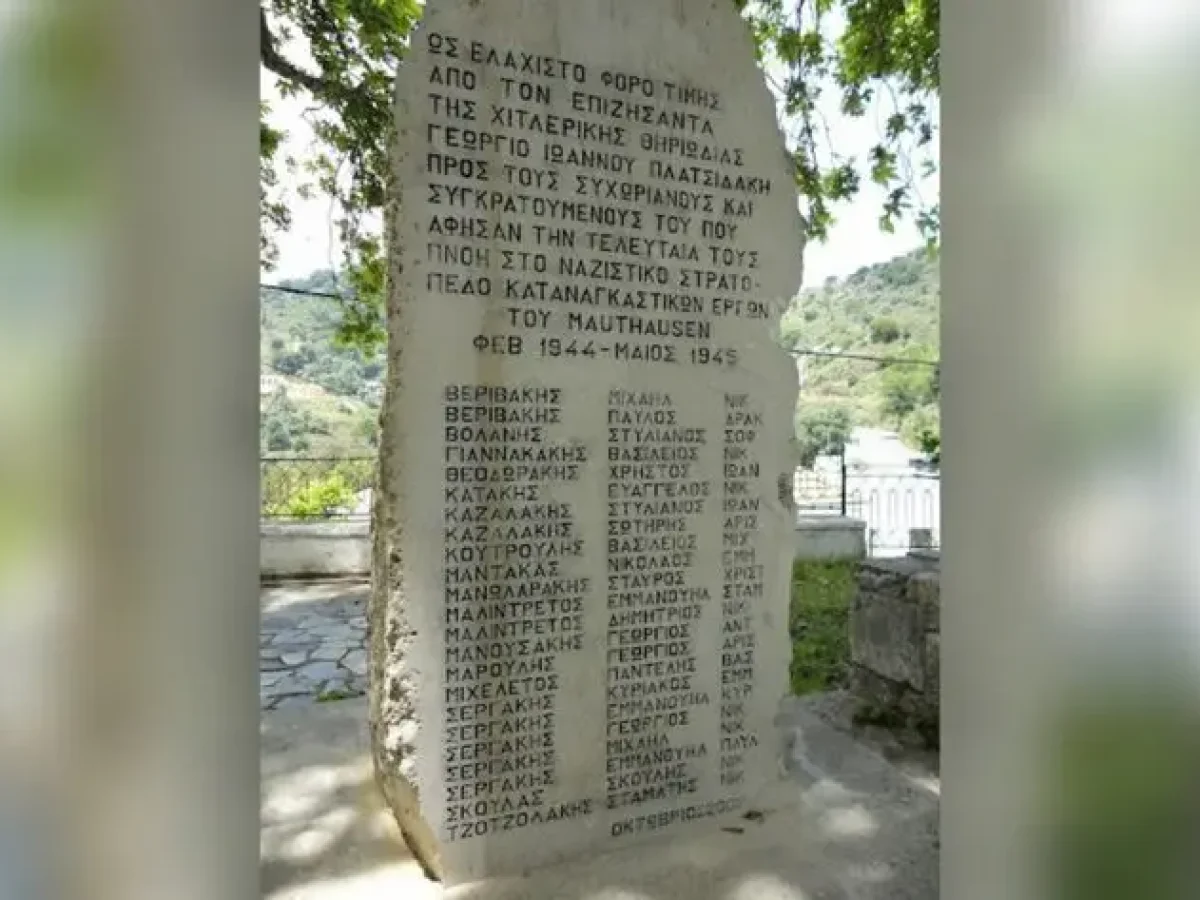 ΩΣ ΕΛΑΧΙΣΤΟ ΦΟΡΟ ΤΙΜΗΣ
ΑΠΟ ΤΟΝ ΕΠΙΖΗΣΑΝΤΑ
ΤΗΣ ΧΙΤΛΕΡΙΚΗΣ ΘΗΡΙΩΔΙΑΣ
ΓΕΩΡΓΙΟ ΙΩΑΝΝΟΥ ΠΛΑΤΣΙΔΑΚΗ
ΠΡΟΣ ΤΟΥΣ ΣΥΧΩΡΙΑΝΟΥΣ ΚΑΙ
ΣΥΓΚΡΑΤΟΥΜΕΝΟΥΣ ΤΟΥ ΠΟΥ
ΑΦΗΣΑΝ ΤΗΝ ΤΕΛΕΥΤΑΙΑ ΤΟΥΣ
ΠΝΟΗ ΣΤΟ ΝΑΖΙΣΤΙΚΟ ΣΤΡΑΤΟ-
ΠΕΔΟ ΚΑΤΑΝΑΓΚΑΣΤΙΚΩΝ ΕΡΓΩΝ
ΤΟΥ MAUTHAUSEN
ΦΕΒ 1944-ΜΑΙΟΣ 1945
ΒΕΡΙΒΑΚΗΣ ΜΙΧΑΗΛ ΝΙΚ
ΒΕΡΙΒΑΚΗΣ ΠΑΥΛΟΣ ΔΡΑΚ
ΒΟΛΑΝΗΣ ΣΤΥΛΙΑΝΟΣ ΣΟΦ
ΓΙΑΝΝΑΚΑΚΗΣ ΒΑΣΙΛΕΙΟΣ ΝΙΚ
ΘΕΟΔΩΡΑΚΗΣ ΧΡΗΣΤΟΣ ΙΩΑΝ
ΚΑΤΑΚΗΣ ΕΥΑΓΓΕΛΟΣ ΝΙΚ
ΚΑΖΑΛΑΚΗΣ ΣΤΥΛΙΑΝΟΣ ΙΩΑΝ
ΚΑΖΑΛΑΚΗΣ ΣΩΤΗΡΗΣ ΑΡΙΣ
ΚΟΥΤΡΟΥΛΗΣ ΒΑΣΙΛΕΙΟΣ ΜΙΧ
ΜΑΝΤΑΚΑΣ ΝΙΚΟΛΑΟΣ ΕΜΜ
ΜΑΝΩΛΑΡΑΚΗΣ ΣΤΑΥΡΟΣ ΧΡΙΣΤ
ΜΑΛΙΝΤΡΕΤΟΣ ΕΜΜΑΝΟΥΗΛ ΣΤΑΜ
ΜΑΛΙΝΤΡΕΤΟΣ ΔΗΜΗΤΡΙΟΣ ΝΙΚ
ΜΑΝΟΥΣΑΚΗΣ ΓΕΩΡΓΙΟΣ ΑΝΤ
ΜΑΡΟΥΛΗΣ ΓΕΩΡΓΙΟΣ ΑΡΙΣ
ΜΙΧΕΛΕΤΟΣ ΠΑΝΤΕΛΗΣ ΒΑΣ
ΣΕΡΓΑΚΗΣ ΚΥΡΙΑΚΟΣ ΕΜΜ
ΣΕΡΓΑΚΗΣ ΕΜΜΑΝΟΥΗΛ ΚΥΡ
ΣΕΡΓΑΚΗΣ ΓΕΩΡΓΙΟΣ ΝΙΚ
ΣΕΡΓΑΚΗΣ ΜΙΧΑΗΛ ΝΙΚ
ΣΕΡΓΑΚΗΣ ΕΜΜΑΝΟΥΗΛ ΠΑΥΛ
ΣΚΟΥΛΑΣ ΣΚΟΥΛΗΣ ΝΙΚ
ΤΖΟΤΖΟΛΑΚΗΣ ΣΤΑΜΑΤΗΣ ΝΙΚ
ΟΚΤΩΒΡΙΟΣ